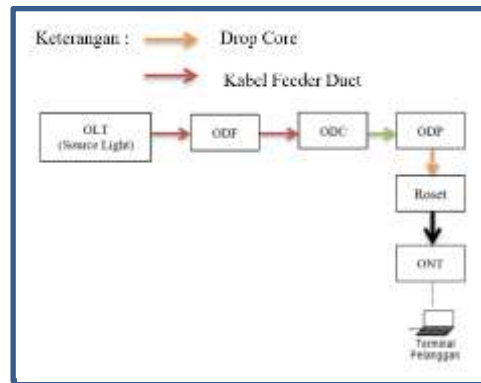 Keterangan :
Drop Core
Kabel Feeder Duct
OLT
(Source Light)
ODF
ODC
ODP
Roset
ONT
Terminal
Pelanggan